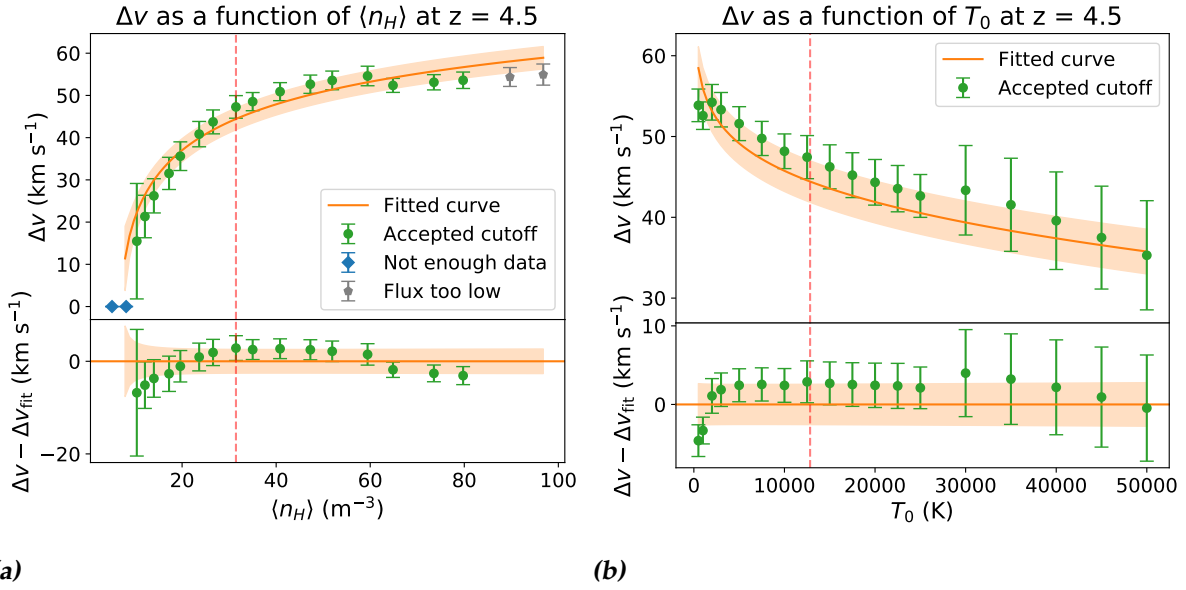 Δv as a function of ⟨n_H⟩ at z = 4.5
60
50
40
30
20
10
0
Δv (km s⁻¹)
Fitted curve
Accepted cutoff
Not enough data
Flux too low
0
−20
Δv − Δv_fit (km s⁻¹)
20
40
60
80
100
⟨n_H⟩ (m⁻³)
a)
Δv as a function of T₀ at z = 4.5
60
50
40
30
Δv (km s⁻¹)
Fitted curve
Accepted cutoff
10
0
Δv − Δv_fit (km s⁻¹)
0
10000
20000
30000
40000
50000
T₀ (K)
(b)